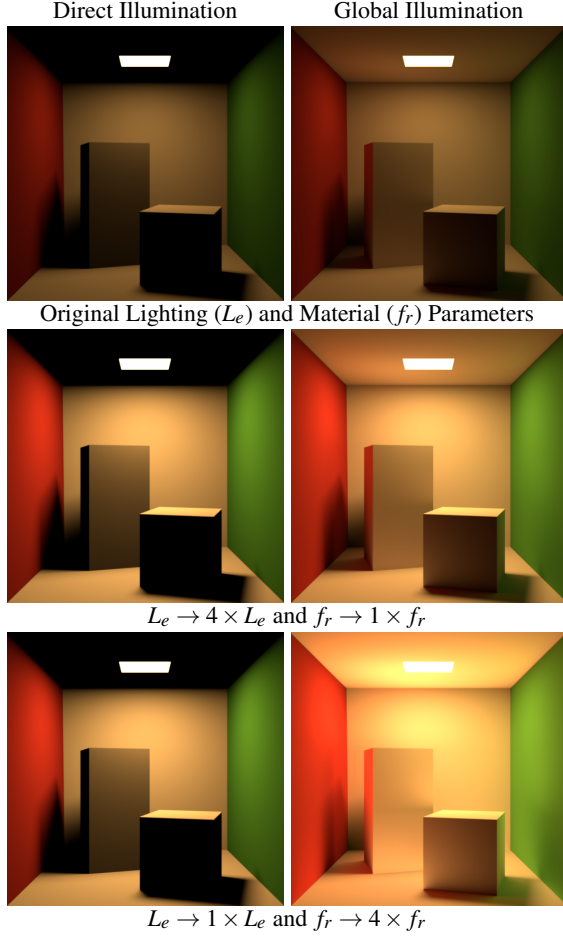 Direct Illumination
Global Illumination
Original Lighting (Lₑ) and Material (fᵣ) Parameters
Lₑ → 4 × Lₑ and fᵣ → 1 × fᵣ
Lₑ → 1 × Lₑ and fᵣ → 4 × fᵣ